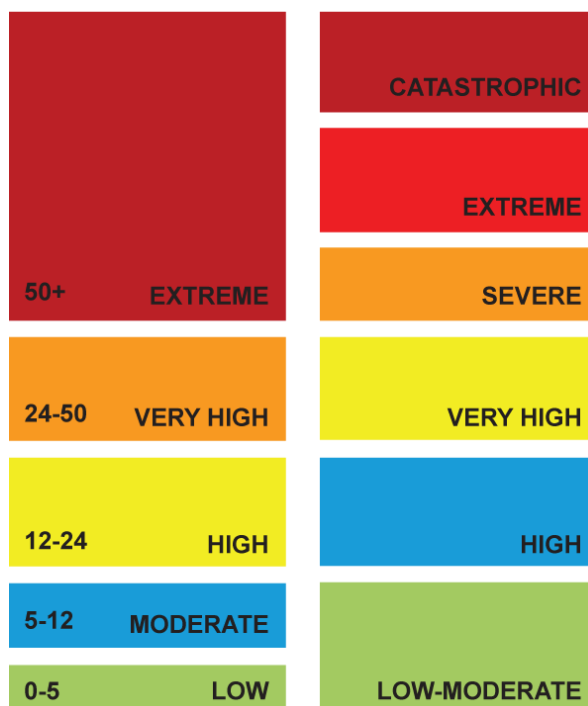 50+ EXTREME
24-50 VERY HIGH
12-24 HIGH
5-12 MODERATE
0-5 LOW
CATASTROPHIC
EXTREME
SEVERE
VERY HIGH
HIGH
LOW-MODERATE